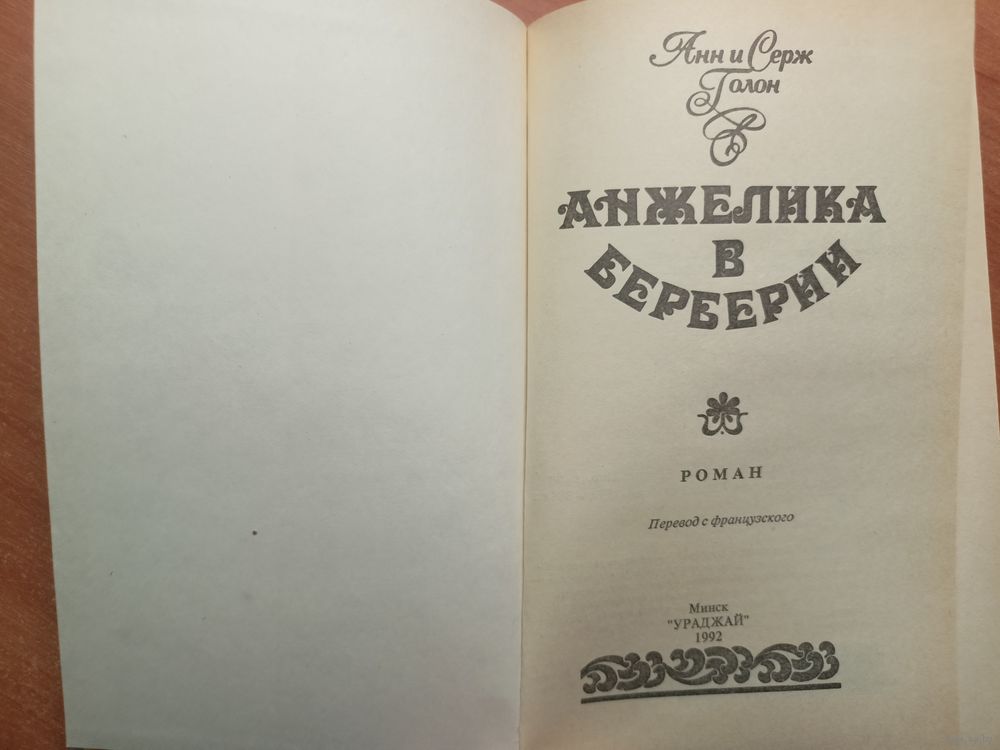 Анн и Серж
Голон
АНЖЕЛИКА
В
БЕРБЕРИИ
РОМАН
Перевод с французского
Минск
"УРАДЖАЙ"
1992